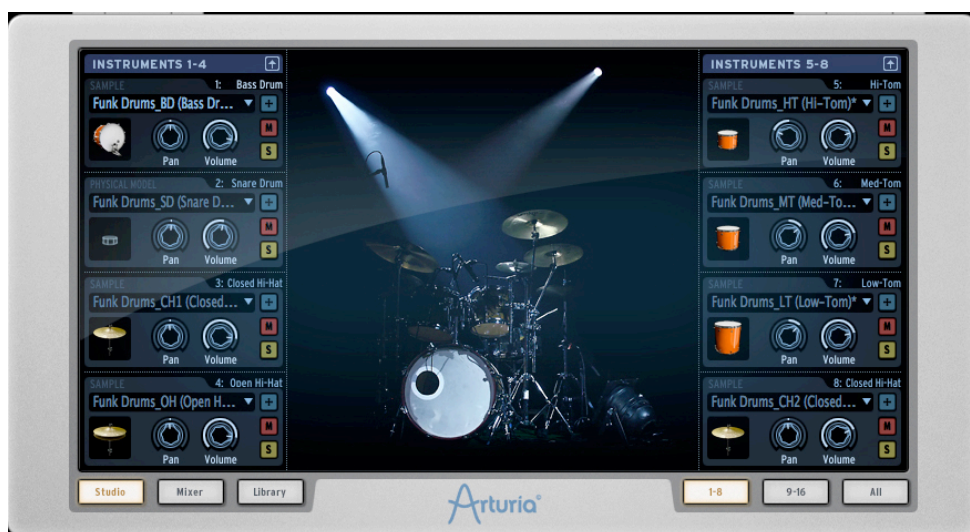 INSTRUMENTS 1-4
SAMPLE 1: Bass Drum
Funk Drums_BD (Bass Dr...
M
S
Pan Volume
PHYSICAL MODEL 2: Snare Drum
Funk Drums_SD (Snare D...
M
S
Pan Volume
SAMPLE 3: Closed Hi-Hat
Funk Drums_CH1 (Closed...
M
S
Pan Volume
SAMPLE 4: Open Hi-Hat
Funk Drums_OH (Open H...
M
S
Pan Volume
INSTRUMENTS 5-8
SAMPLE 5: Hi-Tom
Funk Drums_HT (Hi-Tom)*
M
S
Pan Volume
SAMPLE 6: Med-Tom
Funk Drums_MT (Med-To...
M
S
Pan Volume
SAMPLE 7: Low-Tom
Funk Drums_LT (Low-Tom)*
M
S
Pan Volume
SAMPLE 8: Closed Hi-Hat
Funk Drums_CH2 (Closed...
M
S
Pan Volume
Studio Mixer Library
Arturia®
1-8 9-16 All